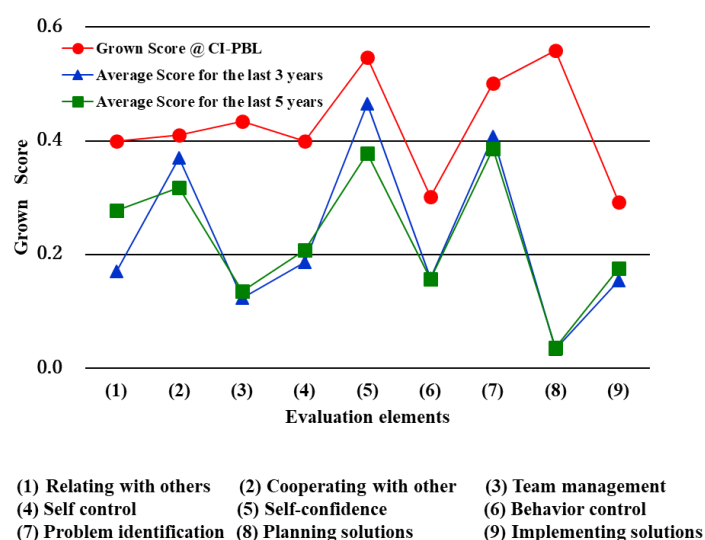 0.6
Grown Score @ CI-PBL
Average Score for the last 3 years
Average Score for the last 5 years
0.4
Grown Score
0.2
0.0
(1) (2) (3) (4) (5) (6) (7) (8) (9)
Evaluation elements
(1) Relating with others (2) Cooperating with other (3) Team management
(4) Self control (5) Self-confidence (6) Behavior control
(7) Problem identification (8) Planning solutions (9) Implementing solutions